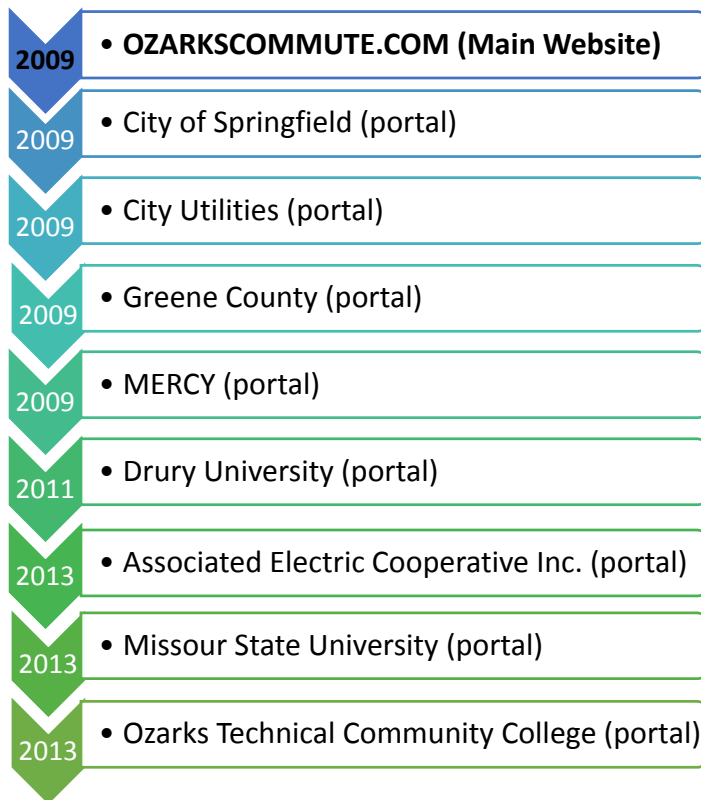 2009 • OZARKSCOMMUTE.COM (Main Website)
2009 • City of Springfield (portal)
2009 • City Utilities (portal)
2009 • Greene County (portal)
2009 • MERCY (portal)
2011 • Drury University (portal)
2013 • Associated Electric Cooperative Inc. (portal)
2013 • Missour State University (portal)
2013 • Ozarks Technical Community College (portal)